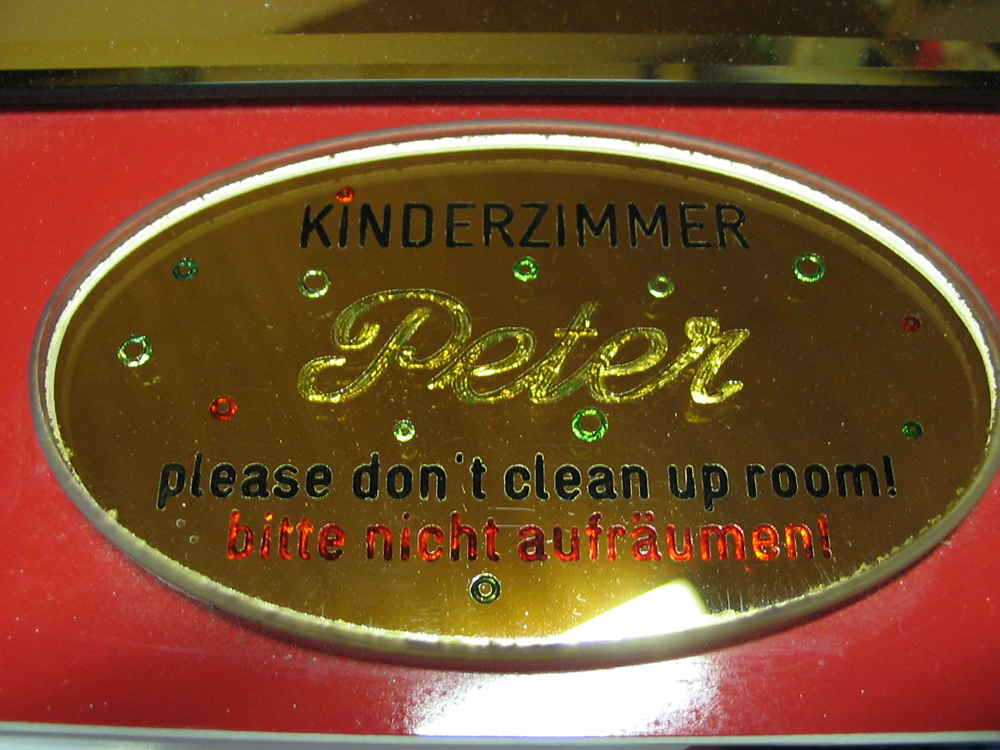 KINDERZIMMER
Peter
please don't clean up room!
bitte nicht aufräumen!